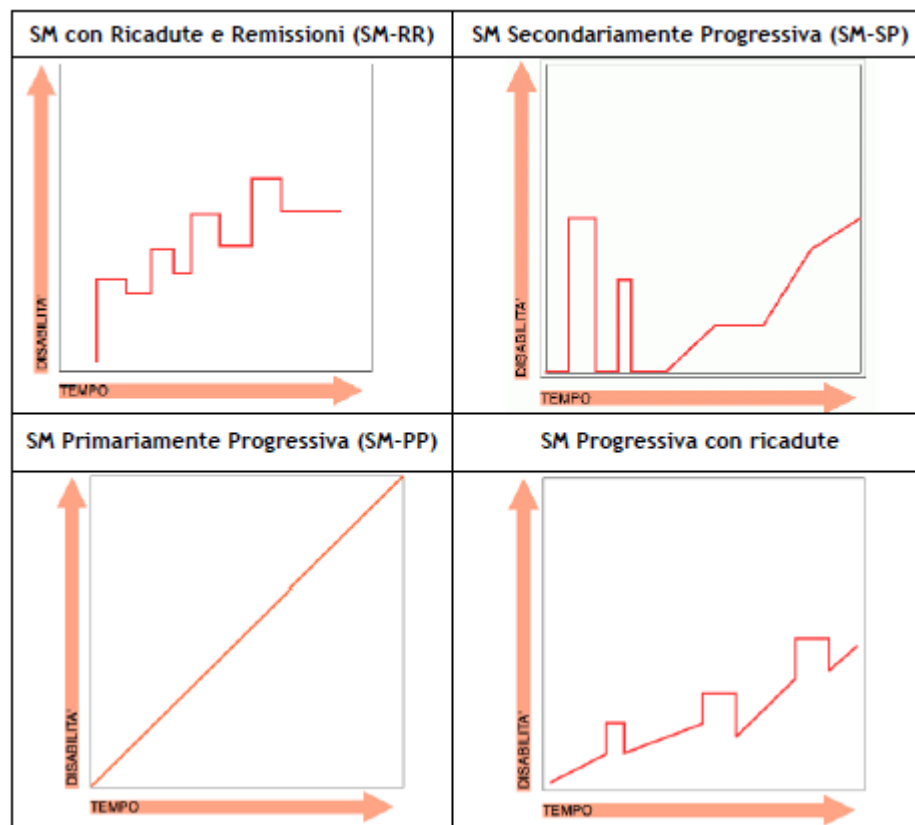 SM con Ricadute e Remissioni (SM-RR)
SM Secondariamente Progressiva (SM-SP)
DISABILITA'
TEMPO
DISABILITA'
TEMPO
SM Primariamente Progressiva (SM-PP)
SM Progressiva con ricadute
DISABILITA'
TEMPO
DISABILITA'
TEMPO